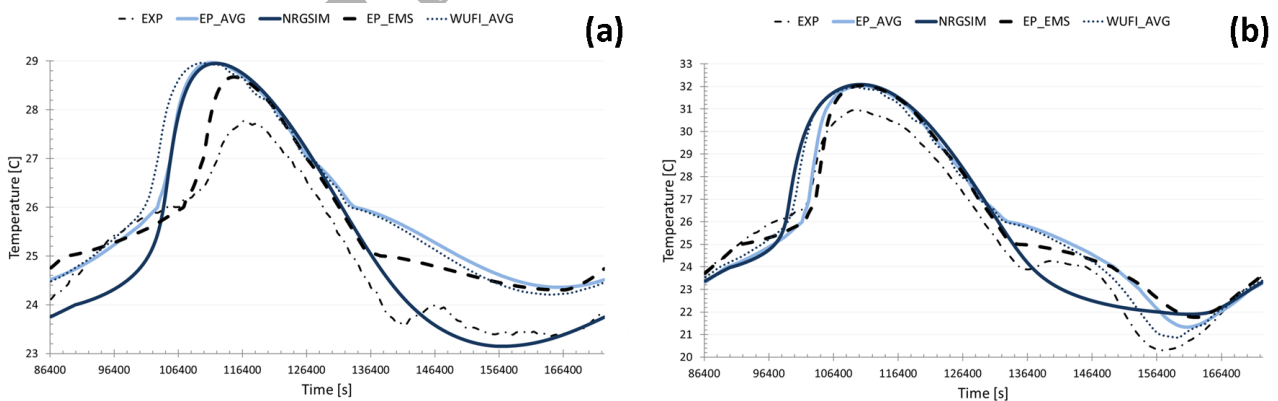 EXP EP_AVG NRGSIM EP_EMS WUFI_AVG
(a)
29
28
27
26
25
24
23
Temperature [C]
86400 96400 106400 116400 126400 136400 146400 156400 166400
Time [s]
EXP EP_AVG NRGSIM EP_EMS WUFI_AVG
(b)
33
32
31
30
29
28
27
26
25
24
23
22
21
20
Temperature [C]
86400 96400 106400 116400 126400 136400 146400 156400 166400
Time [s]